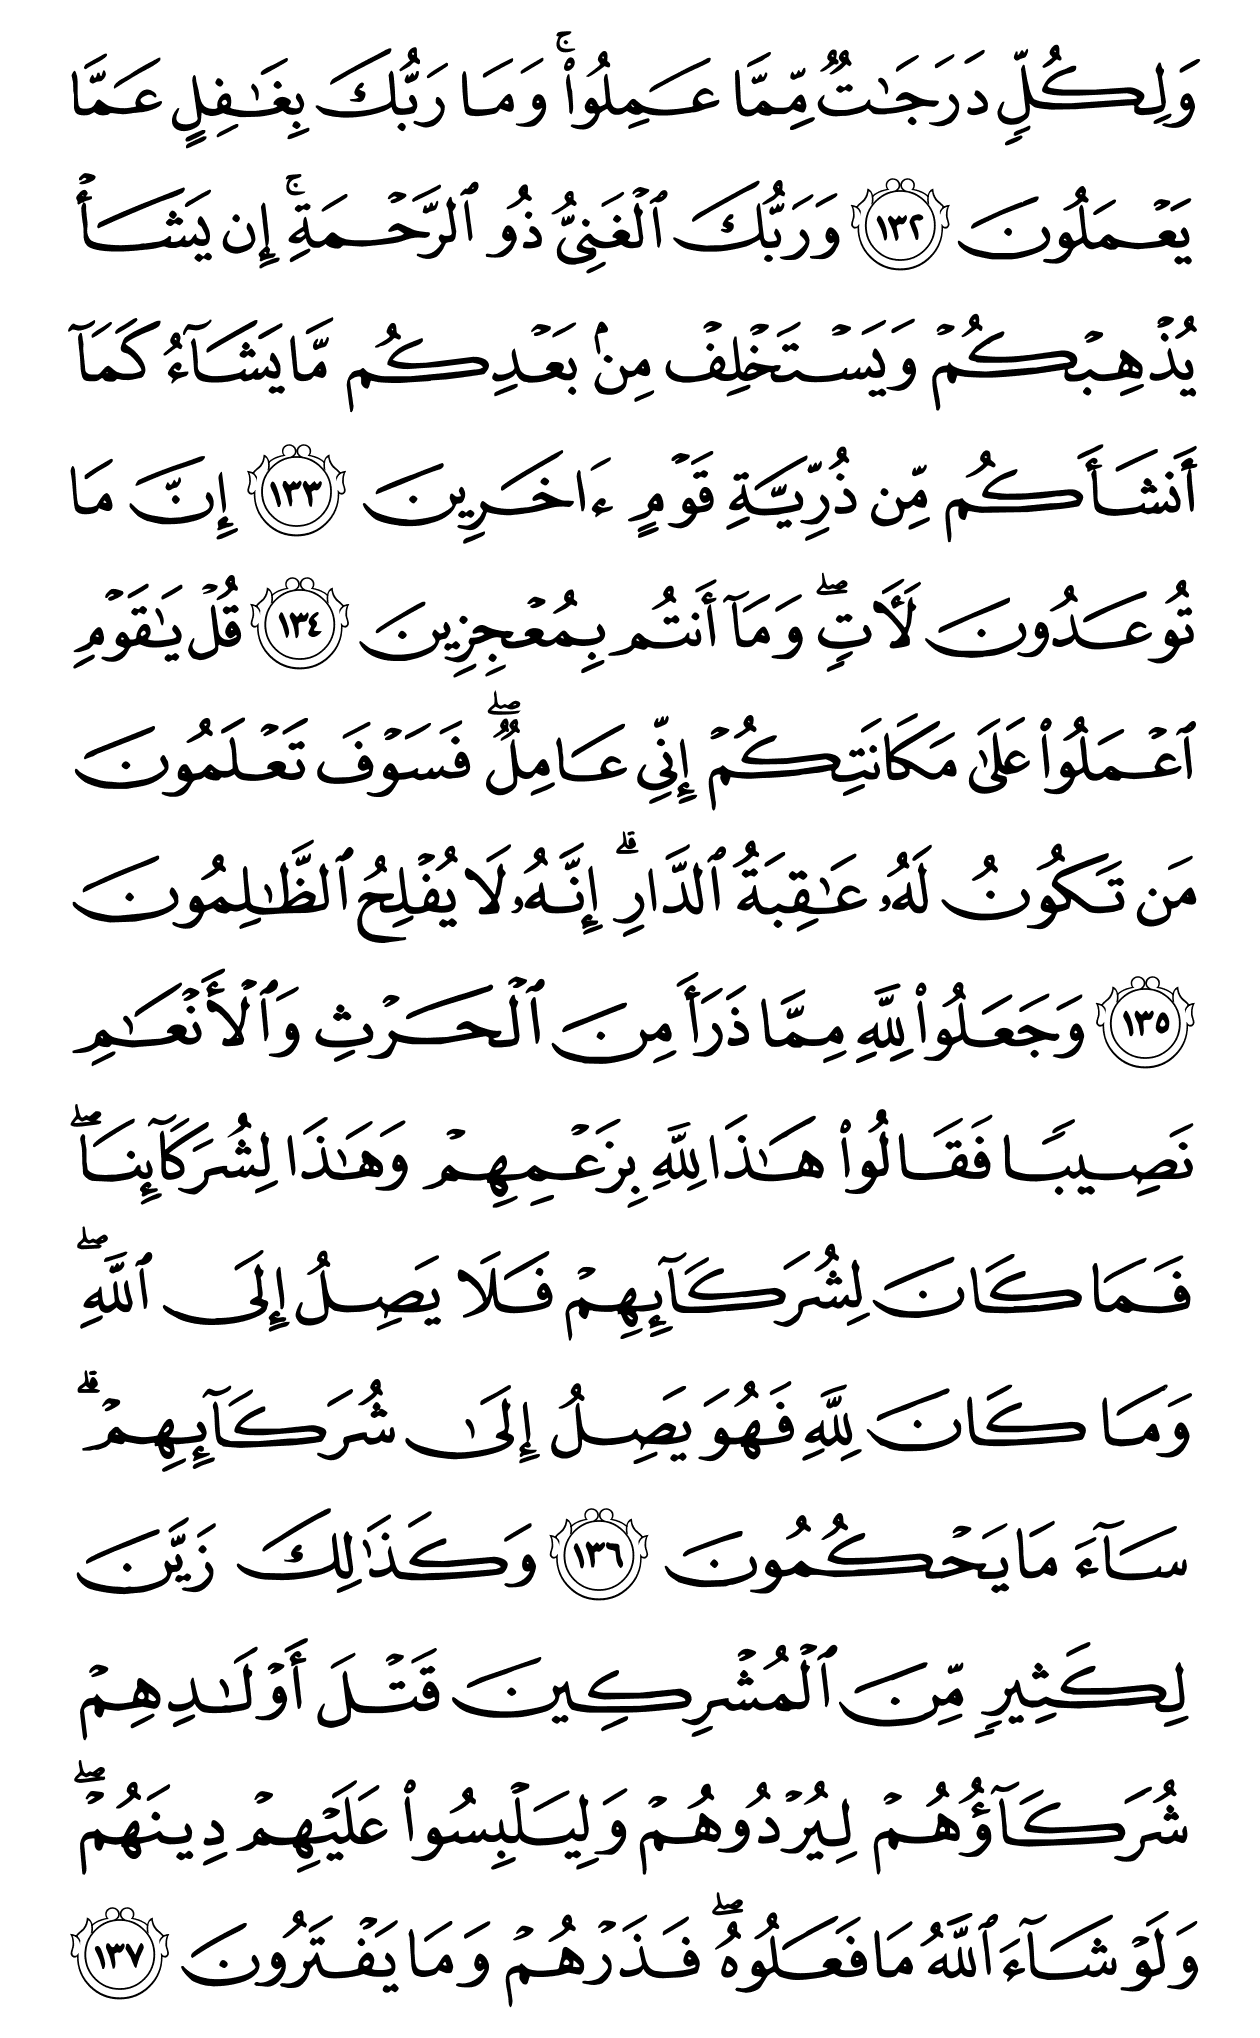 وَلِكُلٍّ دَرَجَٰتٌ مِّمَّا عَمِلُوا۟ ۚ وَمَا رَبُّكَ بِغَٰفِلٍ عَمَّا
يَعْمَلُونَ ١٣٢ وَرَبُّكَ ٱلْغَنِىُّ ذُو ٱلرَّحْمَةِ ۚ إِن يَشَأْ
يُذْهِبْكُمْ وَيَسْتَخْلِفْ مِنۢ بَعْدِكُم مَّا يَشَآءُ كَمَآ
أَنشَأَكُم مِّن ذُرِّيَّةِ قَوْمٍ ءَاخَرِينَ ١٣٣ إِنَّ مَا
تُوعَدُونَ لَـَٔاتٍ ۖ وَمَآ أَنتُم بِمُعْجِزِينَ ١٣٤ قُلْ يَٰقَوْمِ
ٱعْمَلُوا۟ عَلَىٰ مَكَانَتِكُمْ إِنِّى عَامِلٌ ۖ فَسَوْفَ تَعْلَمُونَ
مَن تَكُونُ لَهُۥ عَٰقِبَةُ ٱلدَّارِ ۗ إِنَّهُۥ لَا يُفْلِحُ ٱلظَّٰلِمُونَ
١٣٥ وَجَعَلُوا۟ لِلَّهِ مِمَّا ذَرَأَ مِنَ ٱلْحَرْثِ وَٱلْأَنْعَٰمِ
نَصِيبًا فَقَالُوا۟ هَٰذَا لِلَّهِ بِزَعْمِهِمْ وَهَٰذَا لِشُرَكَآئِنَا ۖ
فَمَا كَانَ لِشُرَكَآئِهِمْ فَلَا يَصِلُ إِلَى ٱللَّهِ ۖ
وَمَا كَانَ لِلَّهِ فَهُوَ يَصِلُ إِلَىٰ شُرَكَآئِهِمْ ۗ
سَآءَ مَا يَحْكُمُونَ ١٣٦ وَكَذَٰلِكَ زَيَّنَ
لِكَثِيرٍ مِّنَ ٱلْمُشْرِكِينَ قَتْلَ أَوْلَٰدِهِمْ
شُرَكَآؤُهُمْ لِيُرْدُوهُمْ وَلِيَلْبِسُوا۟ عَلَيْهِمْ دِينَهُمْ ۖ
وَلَوْ شَآءَ ٱللَّهُ مَا فَعَلُوهُ ۖ فَذَرْهُمْ وَمَا يَفْتَرُونَ ١٣٧